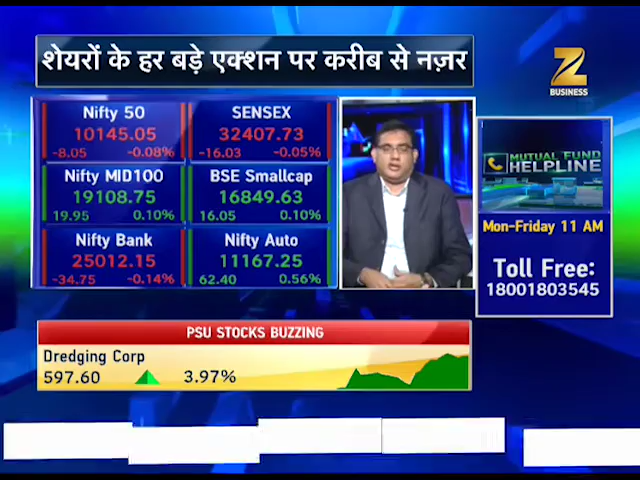 शेयरों के हर बड़े एक्शन पर करीब से नज़र
Z
BUSINESS
Nifty 50
10145.05
-8.05 -0.08%
SENSEX
32407.73
-16.03 -0.05%
Nifty MID100
19108.75
19.95 0.10%
BSE Smallcap
16849.63
16.05 0.10%
Nifty Bank
25012.15
-34.75 -0.14%
Nifty Auto
11167.25
62.40 0.56%
MUTUAL FUND
HELPLINE
Mon-Friday 11 AM
Toll Free:
18001803545
PSU STOCKS BUZZING
Dredging Corp
597.60 3.97%